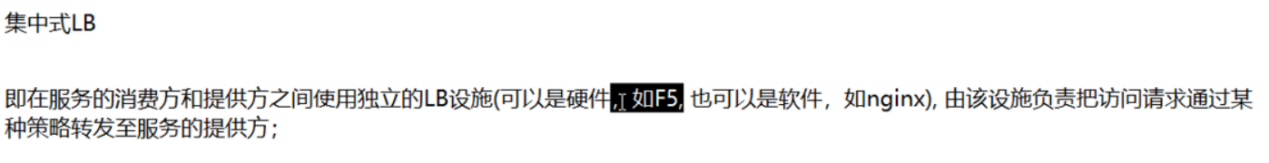 集中式LB
即在服务的消费方和提供方之间使用独立的LB设施(可以是硬件, 如F5, 也可以是软件，如nginx), 由该设施负责把访问请求通过某
种策略转发至服务的提供方；